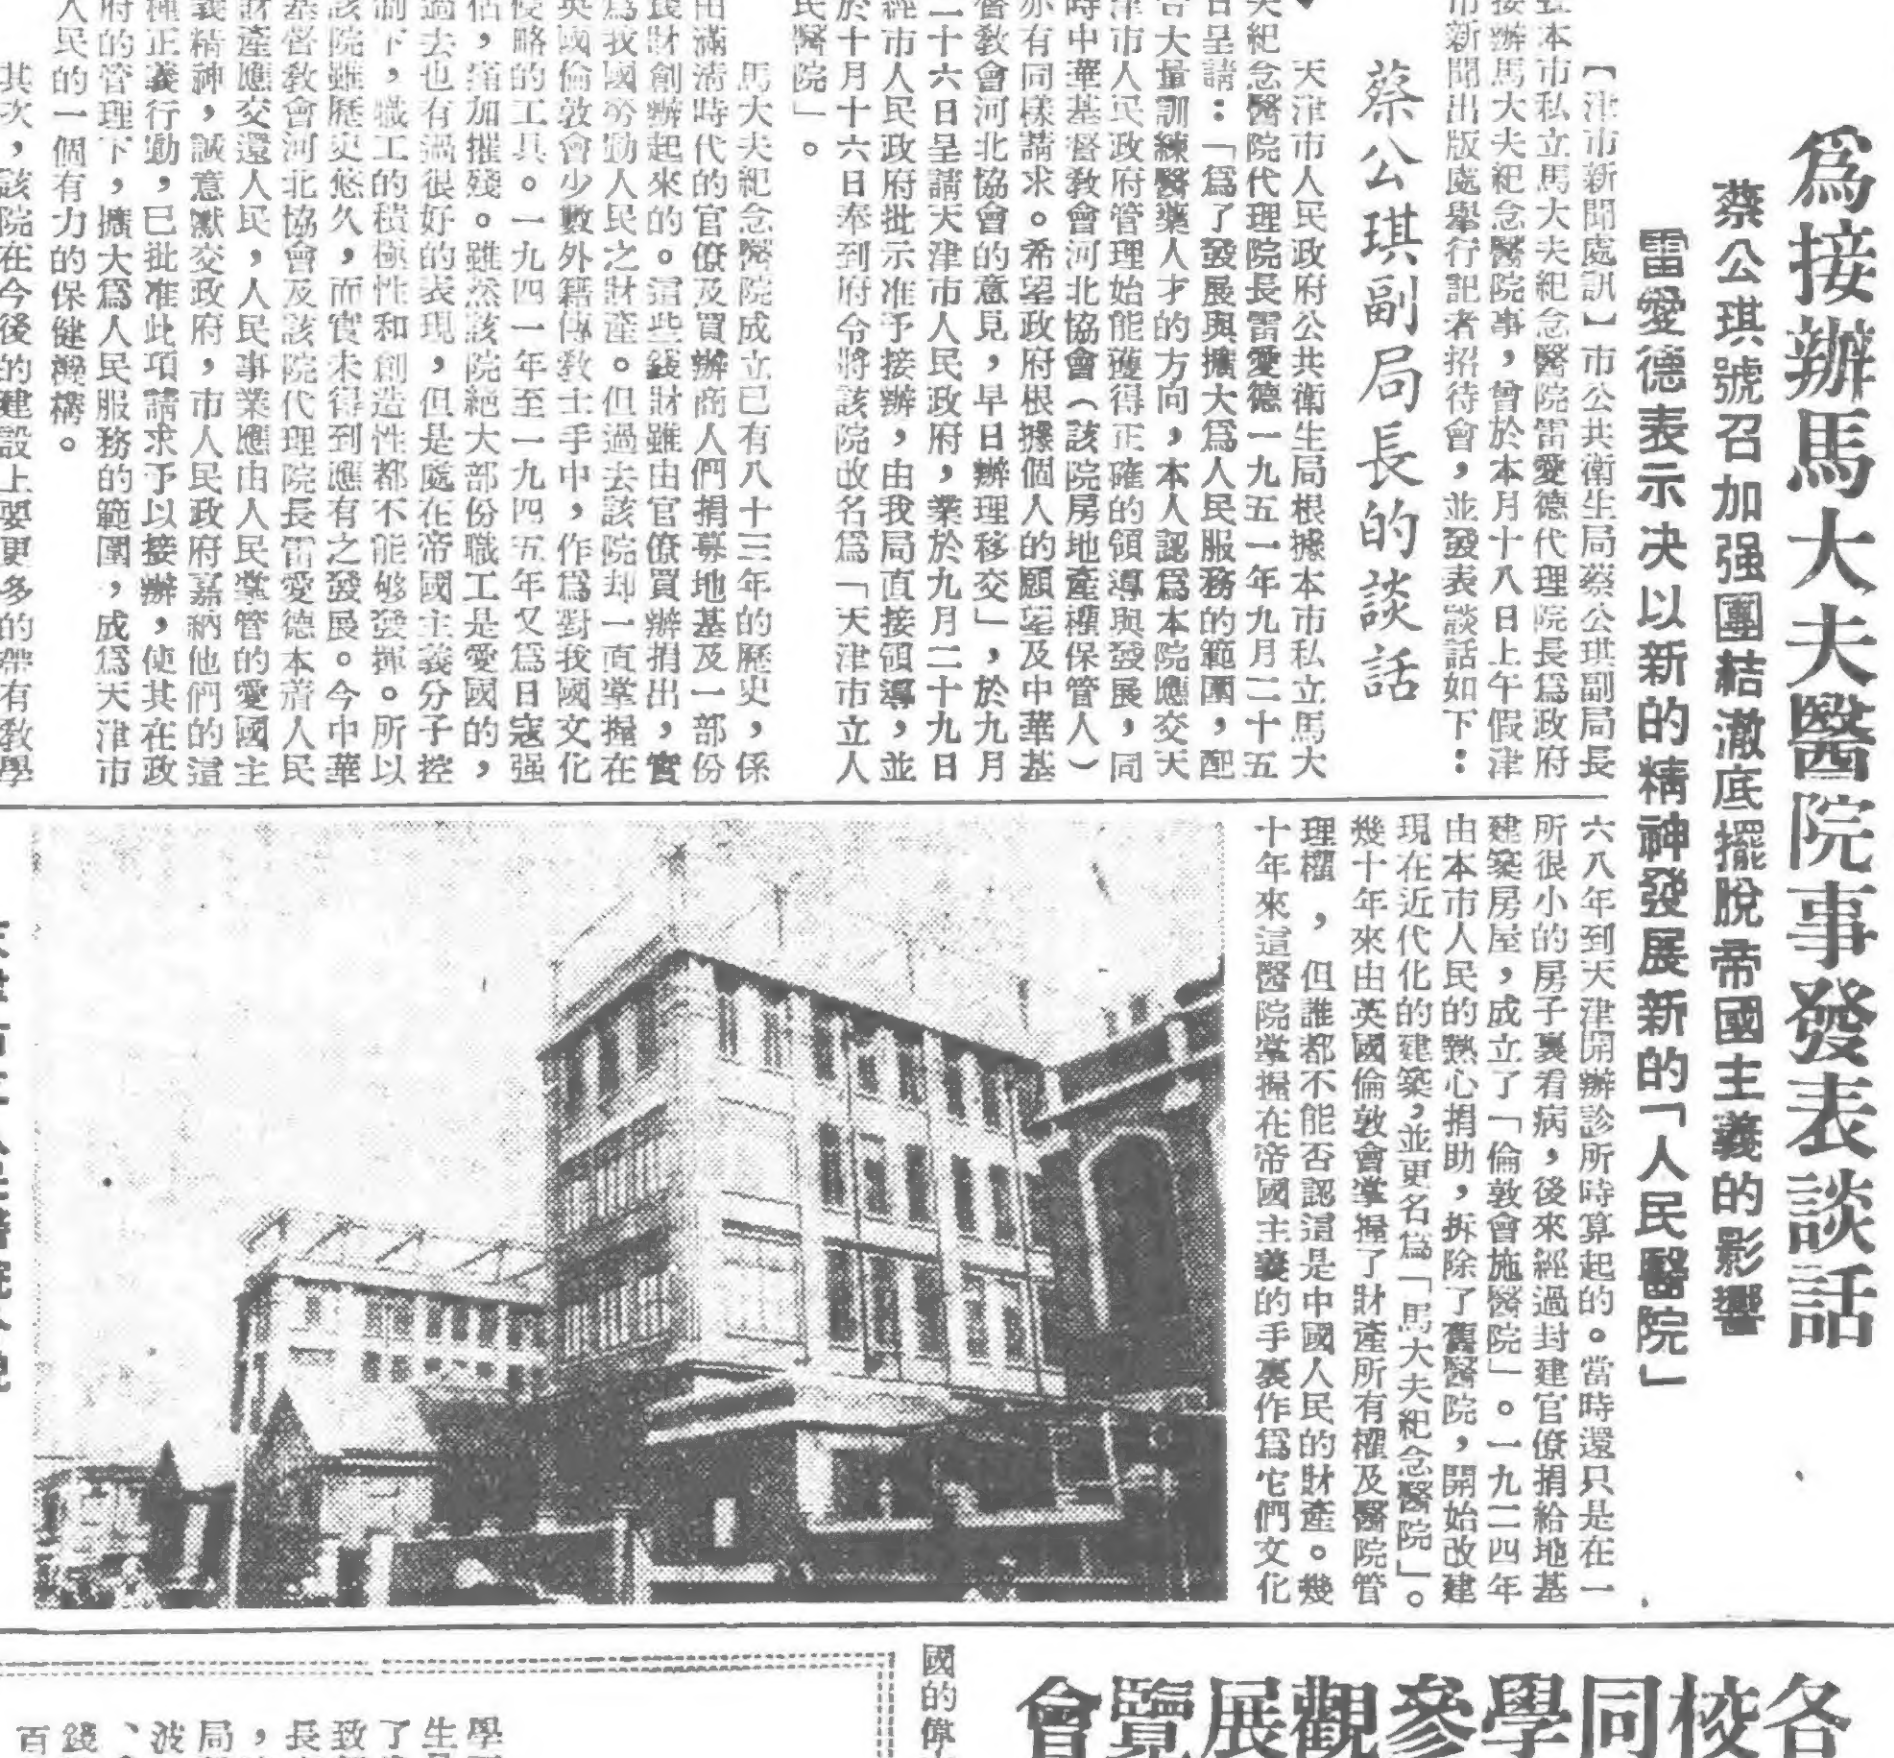 爲接辦馬大夫醫院事發表談話
蔡公琪號召加强團結澈底擺脫帝國主義的影響
雷愛德表示决以新的精神發展新的「人民醫院」
【津市新聞處訊】市公共衛生局蔡公琪副局長
暨本市私立馬大夫紀念醫院雷愛德代理院長爲政府
接辦馬大夫紀念醫院事，曾於本月十八日上午假津
市新聞出版處舉行記者招待會，並發表談話如下：
蔡公琪副局長的談話
天津市人民政府公共衛生局根據本市私立馬大
夫紀念醫院代理院長雷愛德一九五一年九月二十五
日呈請：「爲了發展與擴大爲人民服務的範圍，配
合大量訓練醫藥人才的方向，本人認爲本院應交天
津市人民政府管理始能獲得正確的領導與發展，同
時中華基督教會河北協會（該院房地產權保管人）
亦有同樣請求。希望政府根據個人的願望及中華基
督教會河北協會的意見，早日辦理移交」，於九月
二十六日呈請天津市人民政府，業於九月二十九日
經市人民政府批示准予接辦，由我局直接領導，並
於十月十六日奉到府令將該院改名爲「天津市立人
民醫院」。
馬大夫紀念醫院成立已有八十三年的歷史，係
由滿淸時代的官僚及買辦商人們捐募地基及一部份
錢財創辦起來的。這些錢財雖由官僚買辦捐出，實
爲我國勞動人民之財產。但過去該院却一直掌握在
英國倫敦會少數外籍傳教士手中，作爲對我國文化
侵略的工具。一九四一年至一九四五年又爲日寇强
佔，痛加摧殘。雖然該院絕大部份職工是愛國的，
過去也有過很好的表現，但是處在帝國主義分子控
制下，職工的積極性和創造性都不能够發揮。所以
該院雖歷史悠久，而實未得到應有之發展。今中華
基督教會河北協會及該院代理院長雷愛德本着人民
財產應交還人民，人民事業應由人民掌管的愛國主
義精神，誠意獻交政府，市人民政府嘉納他們的這
種正義行動，已批准此項請求予以接辦，使其在政
府的管理下，擴大爲人民服務的範圍，成爲天津市
人民的一個有力的保健機構。
其次，該院在今後的建設上要更多的帶有教學
六八年到天津開辦診所時算起的。當時還只是在一
所很小的房子裏看病，後來經過封建官僚捐給地基
建築房屋，成立了「倫敦會施醫院」。一九二四年
由本市人民的熱心捐助，拆除了舊醫院，開始改建
現在近代化的建築，並更名爲「馬大夫紀念醫院」。
幾十年來由英國倫敦會掌握了財產所有權及醫院管
理權，但誰都不能否認這是中國人民的財產。幾
十年來這醫院掌握在帝國主義的手裏作爲它們文化
會覽展觀參學同校各
國的偉